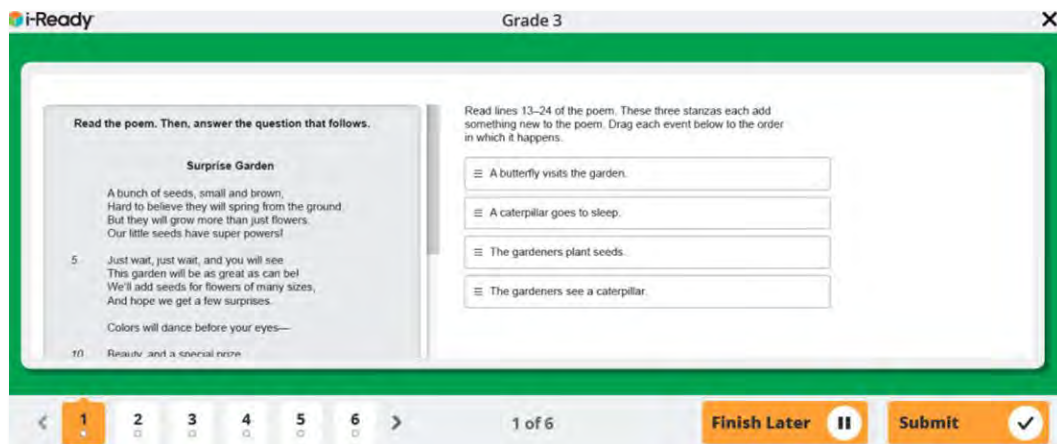 i-Ready
Grade 3
Read the poem. Then, answer the question that follows.
Surprise Garden
A bunch of seeds, small and brown,
Hard to believe they will spring from the ground.
But they will grow more than just flowers.
Our little seeds have super powers!
5 Just wait, just wait, and you will see
This garden will be as great as can be!
We'll add seeds for flowers of many sizes,
And hope we get a few surprises.
Colors will dance before your eyes—
10 Beauty, and a special prize
Read lines 13–24 of the poem. These three stanzas each add
something new to the poem. Drag each event below to the order
in which it happens.
A butterfly visits the garden.
A caterpillar goes to sleep.
The gardeners plant seeds.
The gardeners see a caterpillar.
1 2 3 4 5 6
1 of 6
Finish Later
Submit